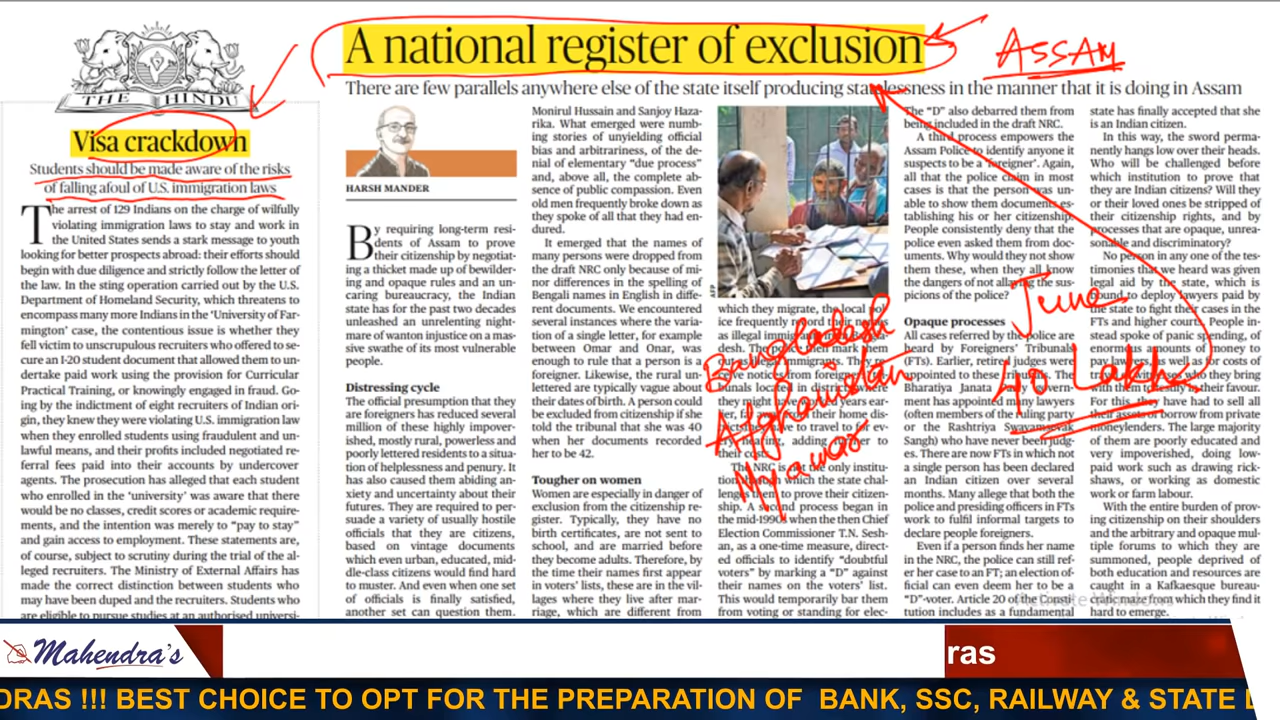 THE HINDU
Visa crackdown
Students should be made aware of the risks
of falling afoul of U.S. immigration laws
The arrest of 129 Indians on the charge of wilfully
violating immigration laws to stay and work in
the United States sends a stark message to youth
looking for better prospects abroad: their efforts should
begin with due diligence and strictly follow the letter of
the law. In the sting operation carried out by the U.S.
Department of Homeland Security, which threatens to
encompass many more Indians in the 'University of Far-
mington' case, the contentious issue is whether they
fell victim to unscrupulous recruiters who offered to se-
cure an I-20 student document that allowed them to un-
dertake paid work using the provision for Curricular
Practical Training, or knowingly engaged in fraud. Go-
ing by the indictment of eight recruiters of Indian ori-
gin, they knew they were violating U.S. immigration law
when they enrolled students using fraudulent and un-
lawful means, and their profits included negotiated re-
ferral fees paid into their accounts by undercover
agents. The prosecution has alleged that each student
who enrolled in the 'university' was aware that there
would be no classes, credit scores or academic require-
ments, and the intention was merely to "pay to stay"
and gain access to employment. These statements are,
of course, subject to scrutiny during the trial of the al-
leged recruiters. The Ministry of External Affairs has
made the correct distinction between students who
may have been duped and the recruiters. Students who
are eligible to pursue studies at an authorised universi-
A national register of exclusion
ASSAM
There are few parallels anywhere else of the state itself producing statelessness in the manner that it is doing in Assam
HARSH MANDER
By requiring long-term resi-
dents of Assam to prove
their citizenship by negotiat-
ing a thicket made up of bewilder-
ing and opaque rules and an un-
caring bureaucracy, the Indian
state has for the past two decades
unleashed an unrelenting night-
mare of wanton injustice on a
massive swathe of its most vulnerable
people.
Distressing cycle
The official presumption that they
are foreigners has reduced several
million of these highly impover-
ished, mostly rural, powerless and
poorly lettered residents to a situa-
tion of helplessness and penury. It
has also caused them abiding an-
xiety and uncertainty about their
futures. They are required to per-
suade a variety of usually hostile
officials that they are citizens,
based on vintage documents
which even urban, educated, mid-
dle-class citizens would find hard
to muster. And even when one set
of officials is finally satisfied,
another set can question them.
Monirul Hussain and Sanjoy Haza-
rika. What emerged were numb-
ing stories of unyielding official
bias and arbitrariness, of the de-
nial of elementary "due process"
and, above all, the complete ab-
sence of public compassion. Even
old men frequently broke down as
they spoke of all that they had en-
dured.
It emerged that the names of
many persons were dropped from
the draft NRC only because of mi-
nor differences in the spelling of
Bengali names in English in diffe-
rent documents. We encountered
several instances where the varia-
tion of a single letter, for example
between Omar and Onar, was
enough to rule that a person is a
foreigner. Likewise, the rural un-
lettered are typically vague about
their dates of birth. A person could
be excluded from citizenship if she
told the tribunal that she was 40
when her documents recorded
her to be 42.
Tougher on women
Women are especially in danger of
exclusion from the citizenship re-
gister. Typically, they have no
birth certificates, are not sent to
school, and are married before
they become adults. Therefore, by
the time their names first appear
in voters' lists, these are in the vil-
lages where they live after mar-
riage, which are different from
AFP
which they migrate, the local po-
Bangladesh
Afghanistan
Myamar
The NRC is not the only institu-
tion through which the state chal-
lenges them to prove their citizen-
ship. A second process began in
the mid-1990s when the then Chief
Election Commissioner T.N. Sesh-
an, as a one-time measure, direct-
ed officials to identify "doubtful
voters" by marking a "D" against
their names on the voters' list.
This would temporarily bar them
from voting or standing for elec-
The "D" also debarred them from
being included in the draft NRC.
A third process empowers the
Assam Police to identify anyone it
suspects to be a 'foreigner'. Again,
all that the police claim in most
cases is that the person was un-
able to show them documents es-
tablishing his or her citizenship.
People consistently deny that the
police even asked them from doc-
uments. Why would they not show
them these, when they all know
the dangers of not allaying the sus-
picions of the police?
Opaque processes
All cases referred by the police are
heard by Foreigners' Tribunals
(FTs). Earlier, retired judges were
appointed to these tribunals. The
Bharatiya Janata Party govern-
ment has appointed many lawyers
(often members of the ruling party
or the Rashtriya Swayamsevak
Sangh) who have never been judg-
es. There are now FTs in which not
a single person has been declared
an Indian citizen over several
months. Many allege that both the
police and presiding officers in FTs
work to fulfil informal targets to
declare people foreigners.
Even if a person finds her name
in the NRC, the police can still ref-
er her case to an FT; an election of-
ficial can even deem her to be a
"D"-voter. Article 20 of the Consti-
tution includes as a fundamental
June
40 Lakh
state has finally accepted that she
is an Indian citizen.
In this way, the sword perma-
nently hangs low over their heads.
Who will be challenged before
which institution to prove that
they are Indian citizens? Will they
or their loved ones be stripped of
their citizenship rights, and by
processes that are opaque, unrea-
sonable and discriminatory?
No person in any one of the tes-
timonies that we heard was given
legal aid by the state, which is
bound to deploy lawyers paid by
the state to fight their cases in the
FTs and higher courts. People in-
stead spoke of panic spending, of
enormous amounts of money to
For this, they have had to sell all
their assets or borrow from private
moneylenders. The large majority
of them are poorly educated and
very impoverished, doing low-
paid work such as drawing rick-
shaws, or working as domestic
work or farm labour.
With the entire burden of prov-
ing citizenship on their shoulders
and the arbitrary and opaque mul-
tiple forums to which they are
summoned, people deprived of
both education and resources are
caught in a Kafkaesque bureau-
hard to emerge.
Mahendra's
ras
DRAS !!! BEST CHOICE TO OPT FOR THE PREPARATION OF BANK, SSC, RAILWAY & STATE